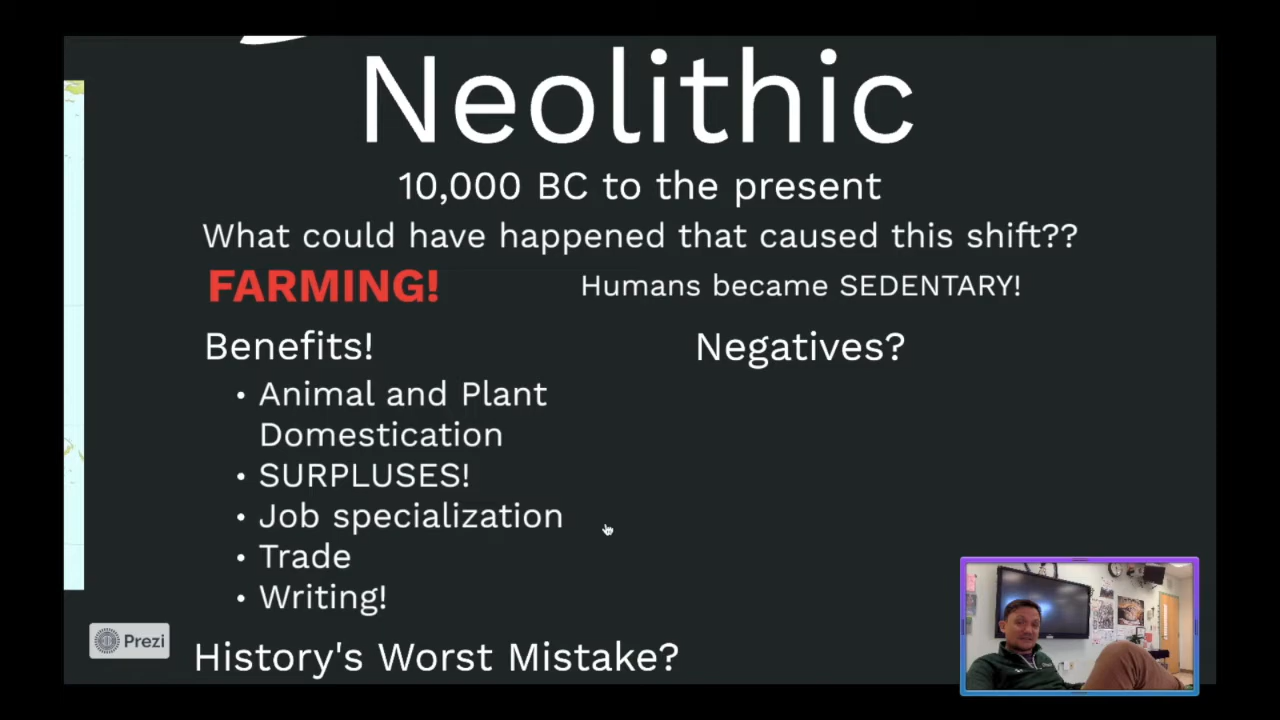 Neolithic
10,000 BC to the present
What could have happened that caused this shift??
FARMING!
Humans became SEDENTARY!
Benefits!
• Animal and Plant
Domestication
• SURPLUSES!
• Job specialization
• Trade
• Writing!
Negatives?
Prezi
History's Worst Mistake?